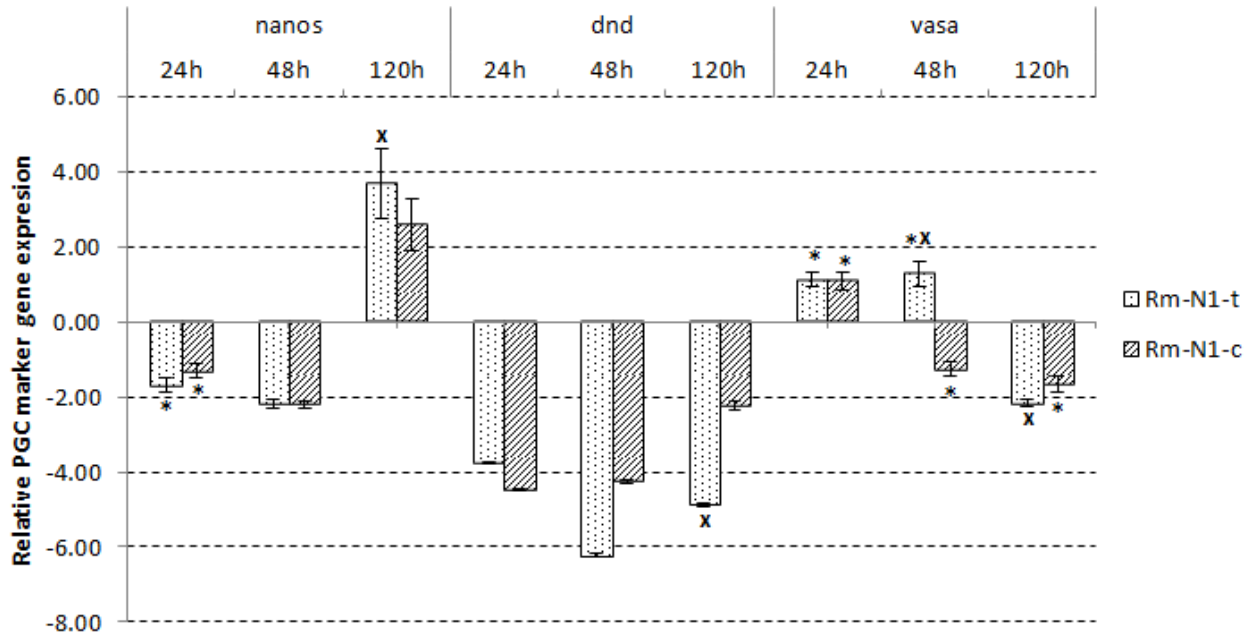 nanos dnd vasa
24h 48h 120h 24h 48h 120h 24h 48h 120h
6.00
4.00
2.00
0.00
-2.00
-4.00
-6.00
-8.00
Relative PGC marker gene expresion
x
* *
* x
* *
*
x *
x
Rm-N1-t
Rm-N1-c